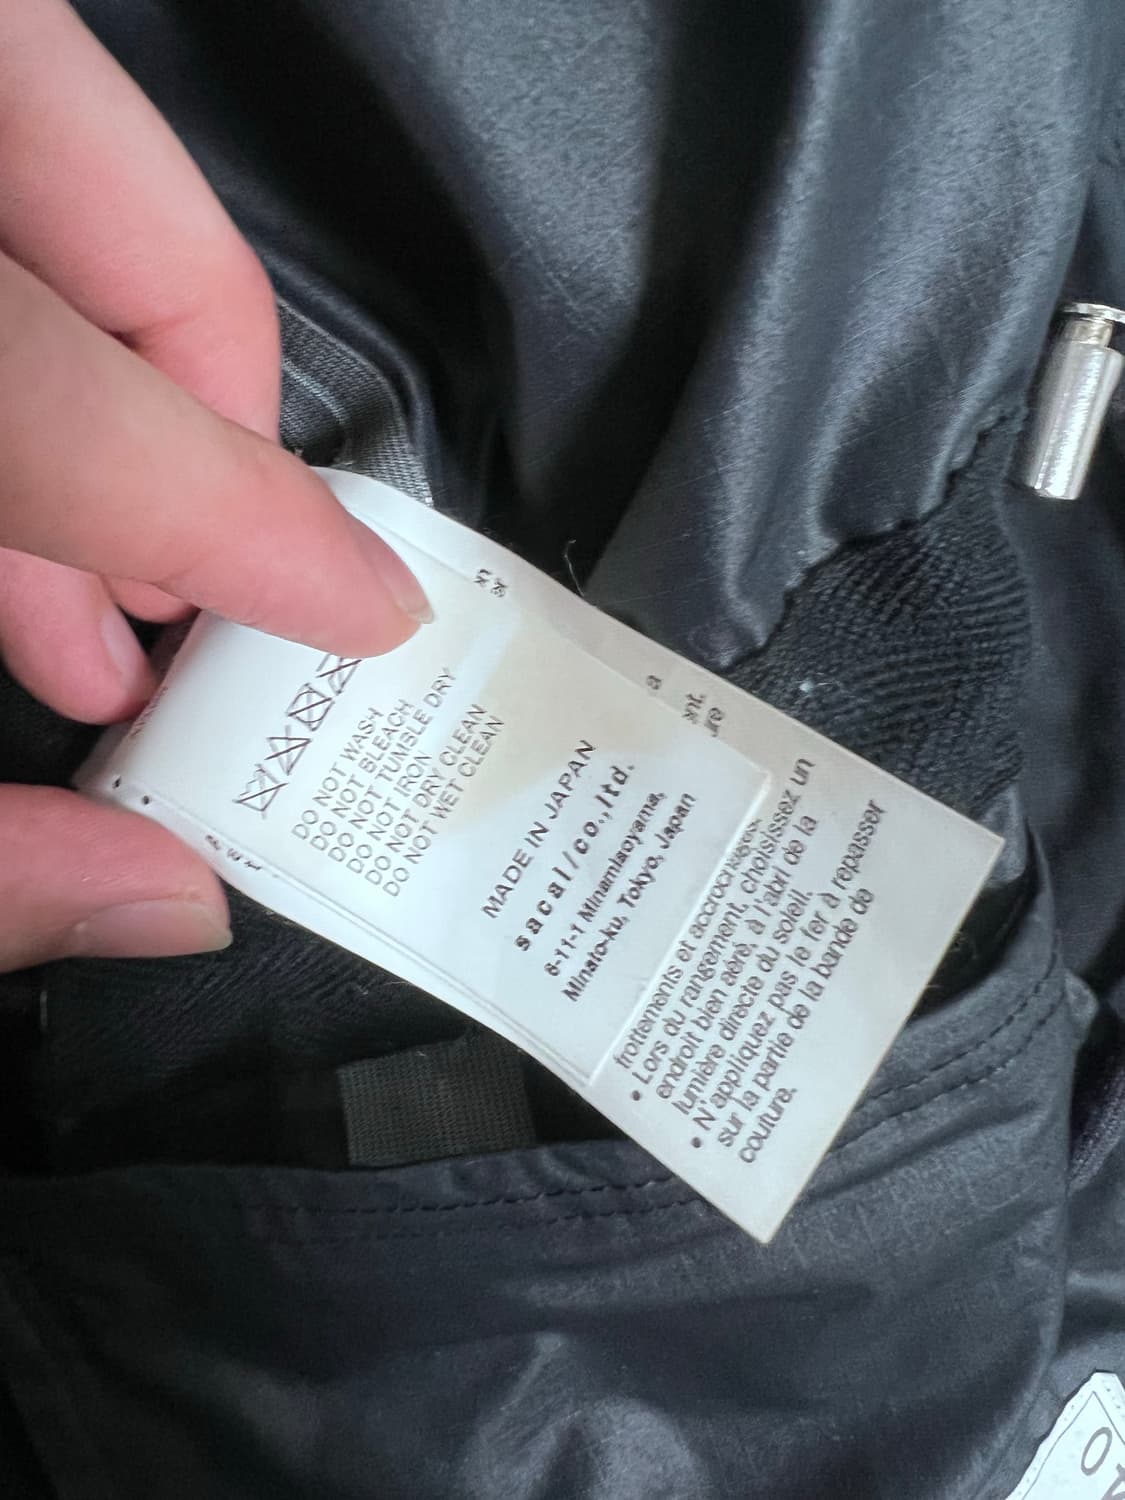 DO NOT WASH
DO NOT BLEACH
DO NOT TUMBLE DRY
DO NOT IRON
DO NOT DRY CLEAN
DO NOT WET CLEAN
MADE IN JAPAN
sacai/co.,ltd.
6-11-1 Minamiaoyama,
Minato-ku, Tokyo, Japan
a
ent.
re
frottements et accrochages.
• Lors du rangement, choisissez un
endroit bien aéré, à l'abri de la
lumière directe du soleil.
• N'appliquez pas le fer à repasser
sur la partie de la bande de
couture.